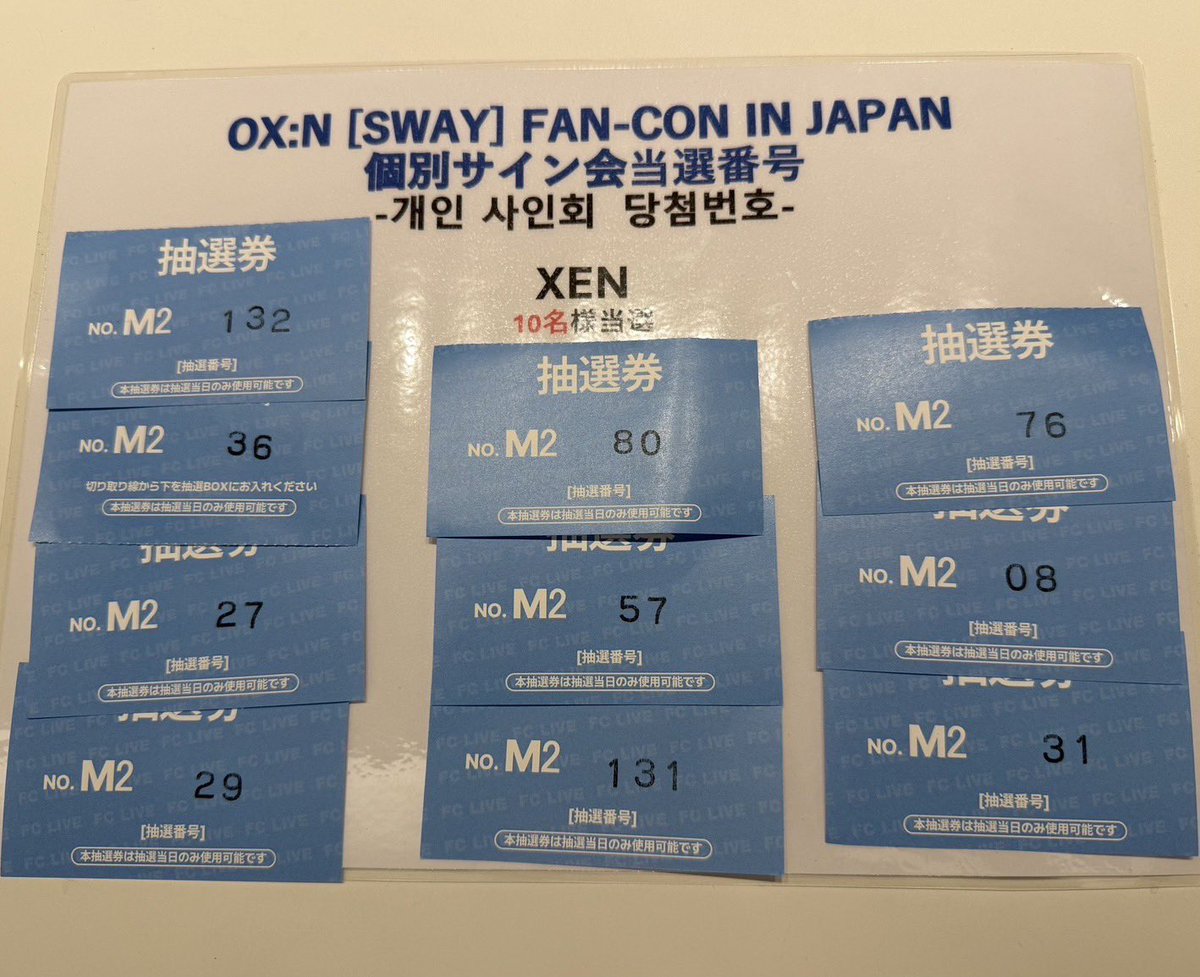 OX:N [SWAY] FAN-CON IN JAPAN
個別サイン会当選番号
-개인 사인회 당첨번호-
XEN
10名様当選
抽選券
NO. M2 132
[抽選番号]
本抽選券は抽選当日のみ使用可能です
NO. M2 36
切り取り線から下を抽選BOXにお入れください
本抽選券は抽選当日のみ使用可能です
抽選券
NO. M2 27
[抽選番号]
本抽選券は抽選当日のみ使用可能です
抽選券
NO. M2 29
[抽選番号]
本抽選券は抽選当日のみ使用可能です
抽選券
NO. M2 80
[抽選番号]
本抽選券は抽選当日のみ使用可能です
抽選券
NO. M2 57
[抽選番号]
本抽選券は抽選当日のみ使用可能です
NO. M2 131
[抽選番号]
本抽選券は抽選当日のみ使用可能です
抽選券
NO. M2 76
[抽選番号]
本抽選券は抽選当日のみ使用可能です
抽選券
NO. M2 08
[抽選番号]
本抽選券は抽選当日のみ使用可能です
抽選券
NO. M2 31
[抽選番号]
本抽選券は抽選当日のみ使用可能です